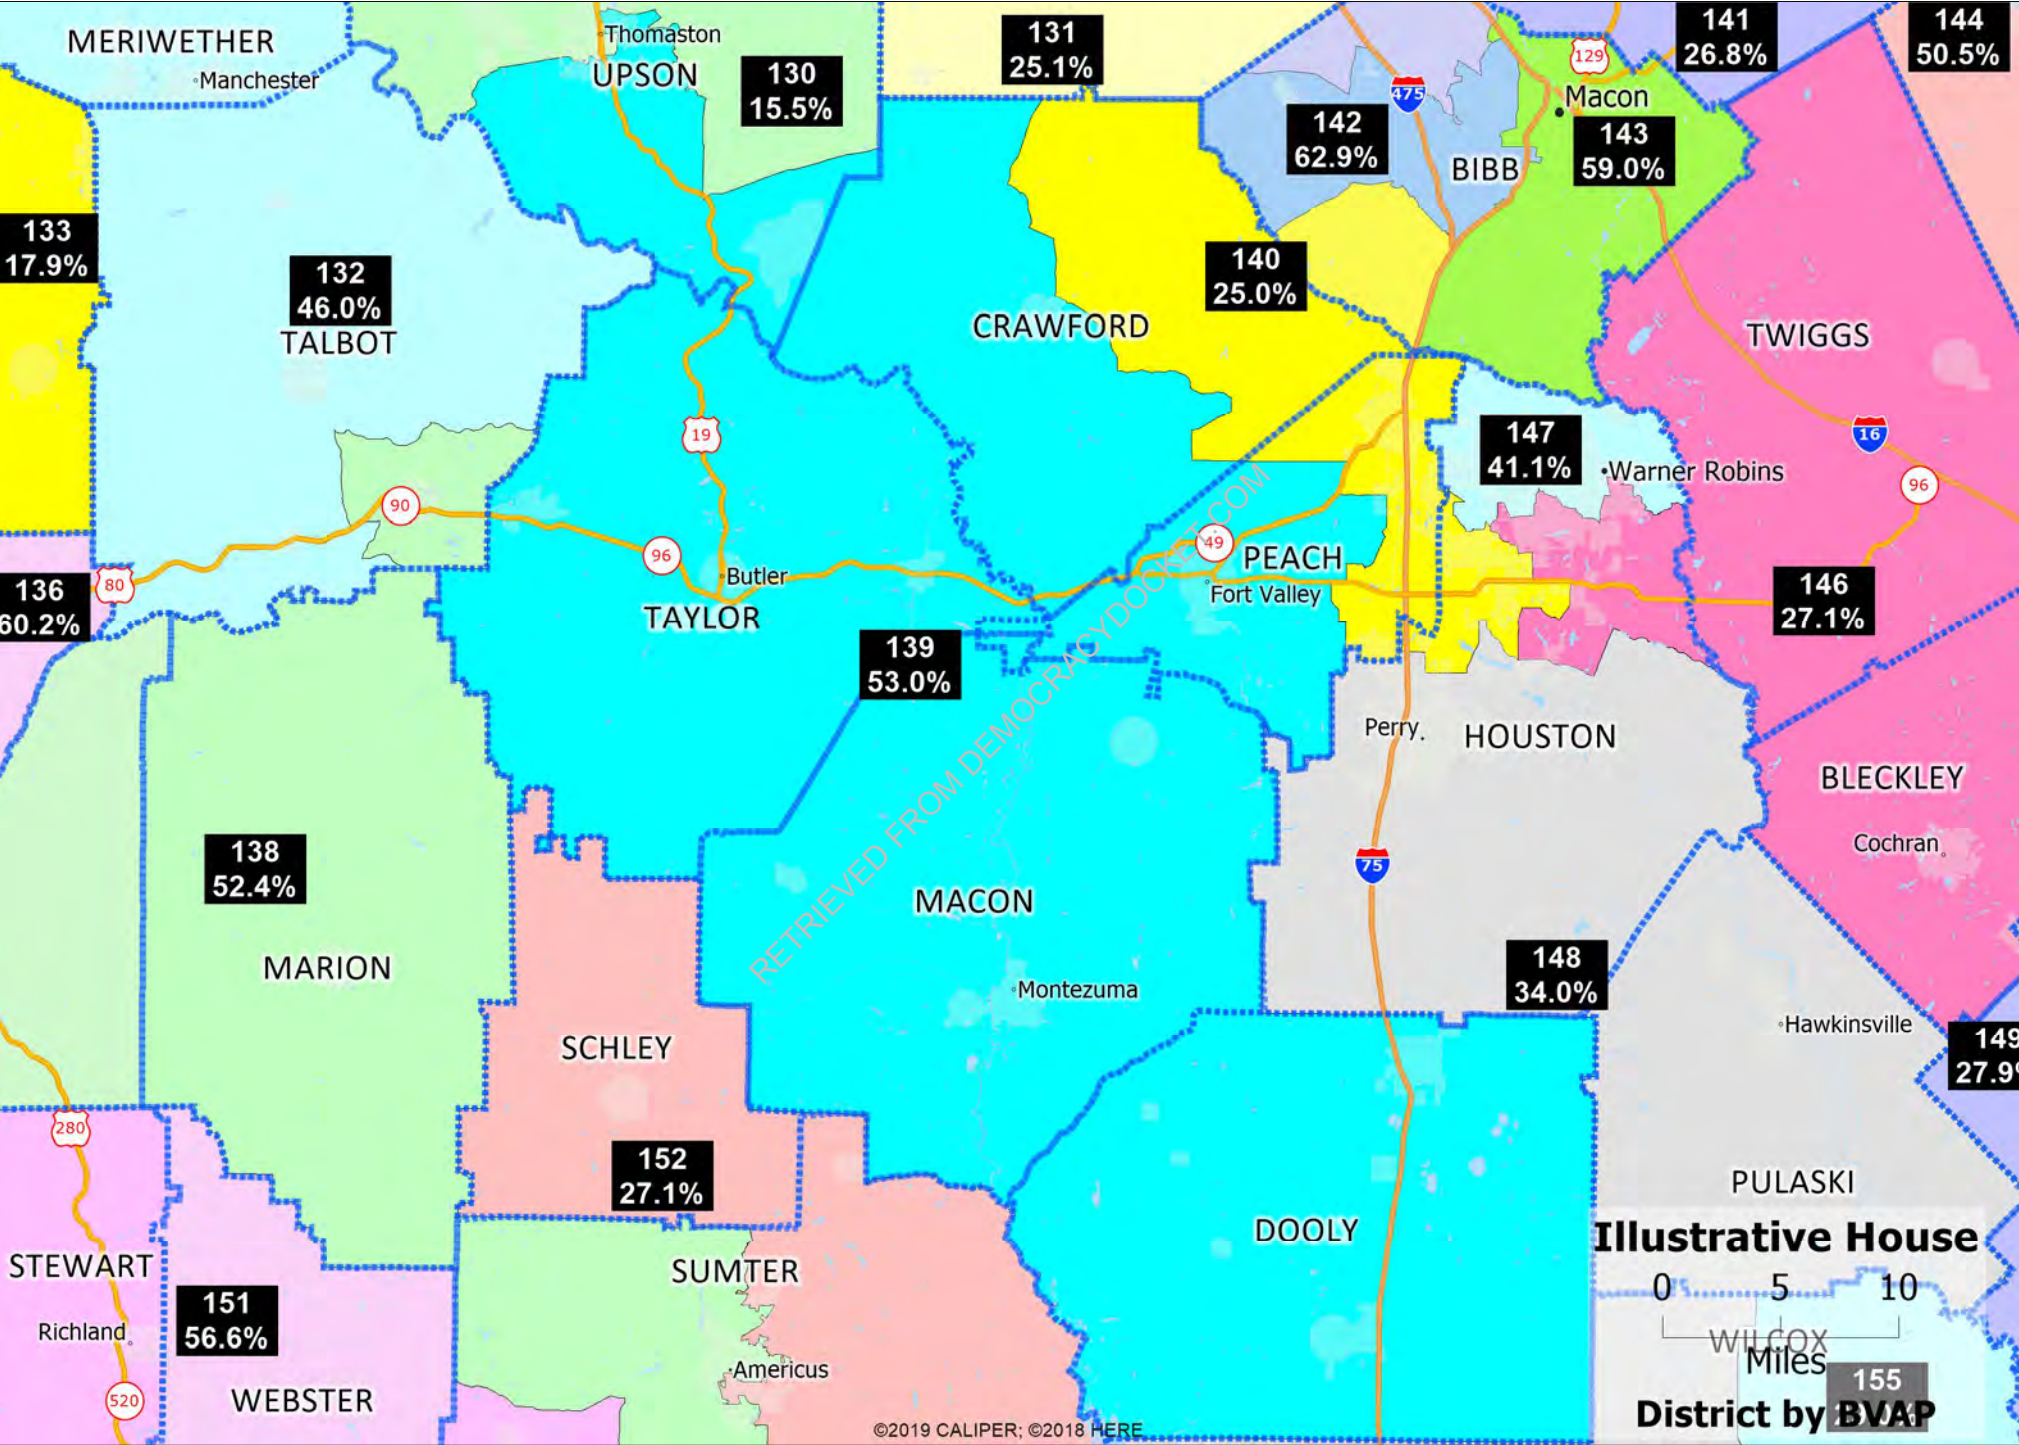 MERIWETHER
Manchester
Thomaston
UPSON
130
15.5%
131
25.1%
475
129
Macon
141
26.8%
144
50.5%
142
62.9%
BIBB
143
59.0%
133
17.9%
132
46.0%
TALBOT
140
25.0%
CRAWFORD
TWIGGS
19
147
41.1%
Warner Robins
16
96
90
96
49
PEACH
Fort Valley
Butler
TAYLOR
80
136
60.2%
146
27.1%
139
53.0%
Perry
HOUSTON
BLECKLEY
Cochran
138
52.4%
75
MARION
MACON
Montezuma
148
34.0%
Hawkinsville
149
27.9%
SCHLEY
280
152
27.1%
PULASKI
DOOLY
STEWART
SUMTER
Illustrative House
0 5 10
151
56.6%
Richland
WILCOX
Miles
Americus
155
520
WEBSTER
District by BVAP
©2019 CALIPER; ©2018 HERE
RETRIEVED FROM DEMOCRACYDOCKET.COM